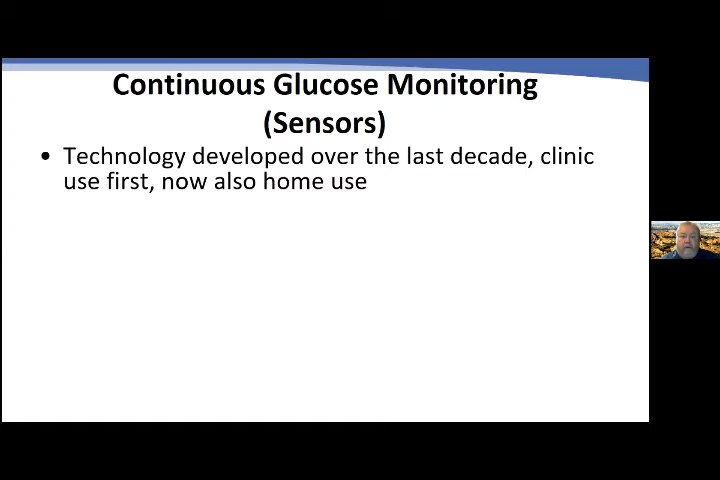 Continuous Glucose Monitoring
(Sensors)
• Technology developed over the last decade, clinic
use first, now also home use